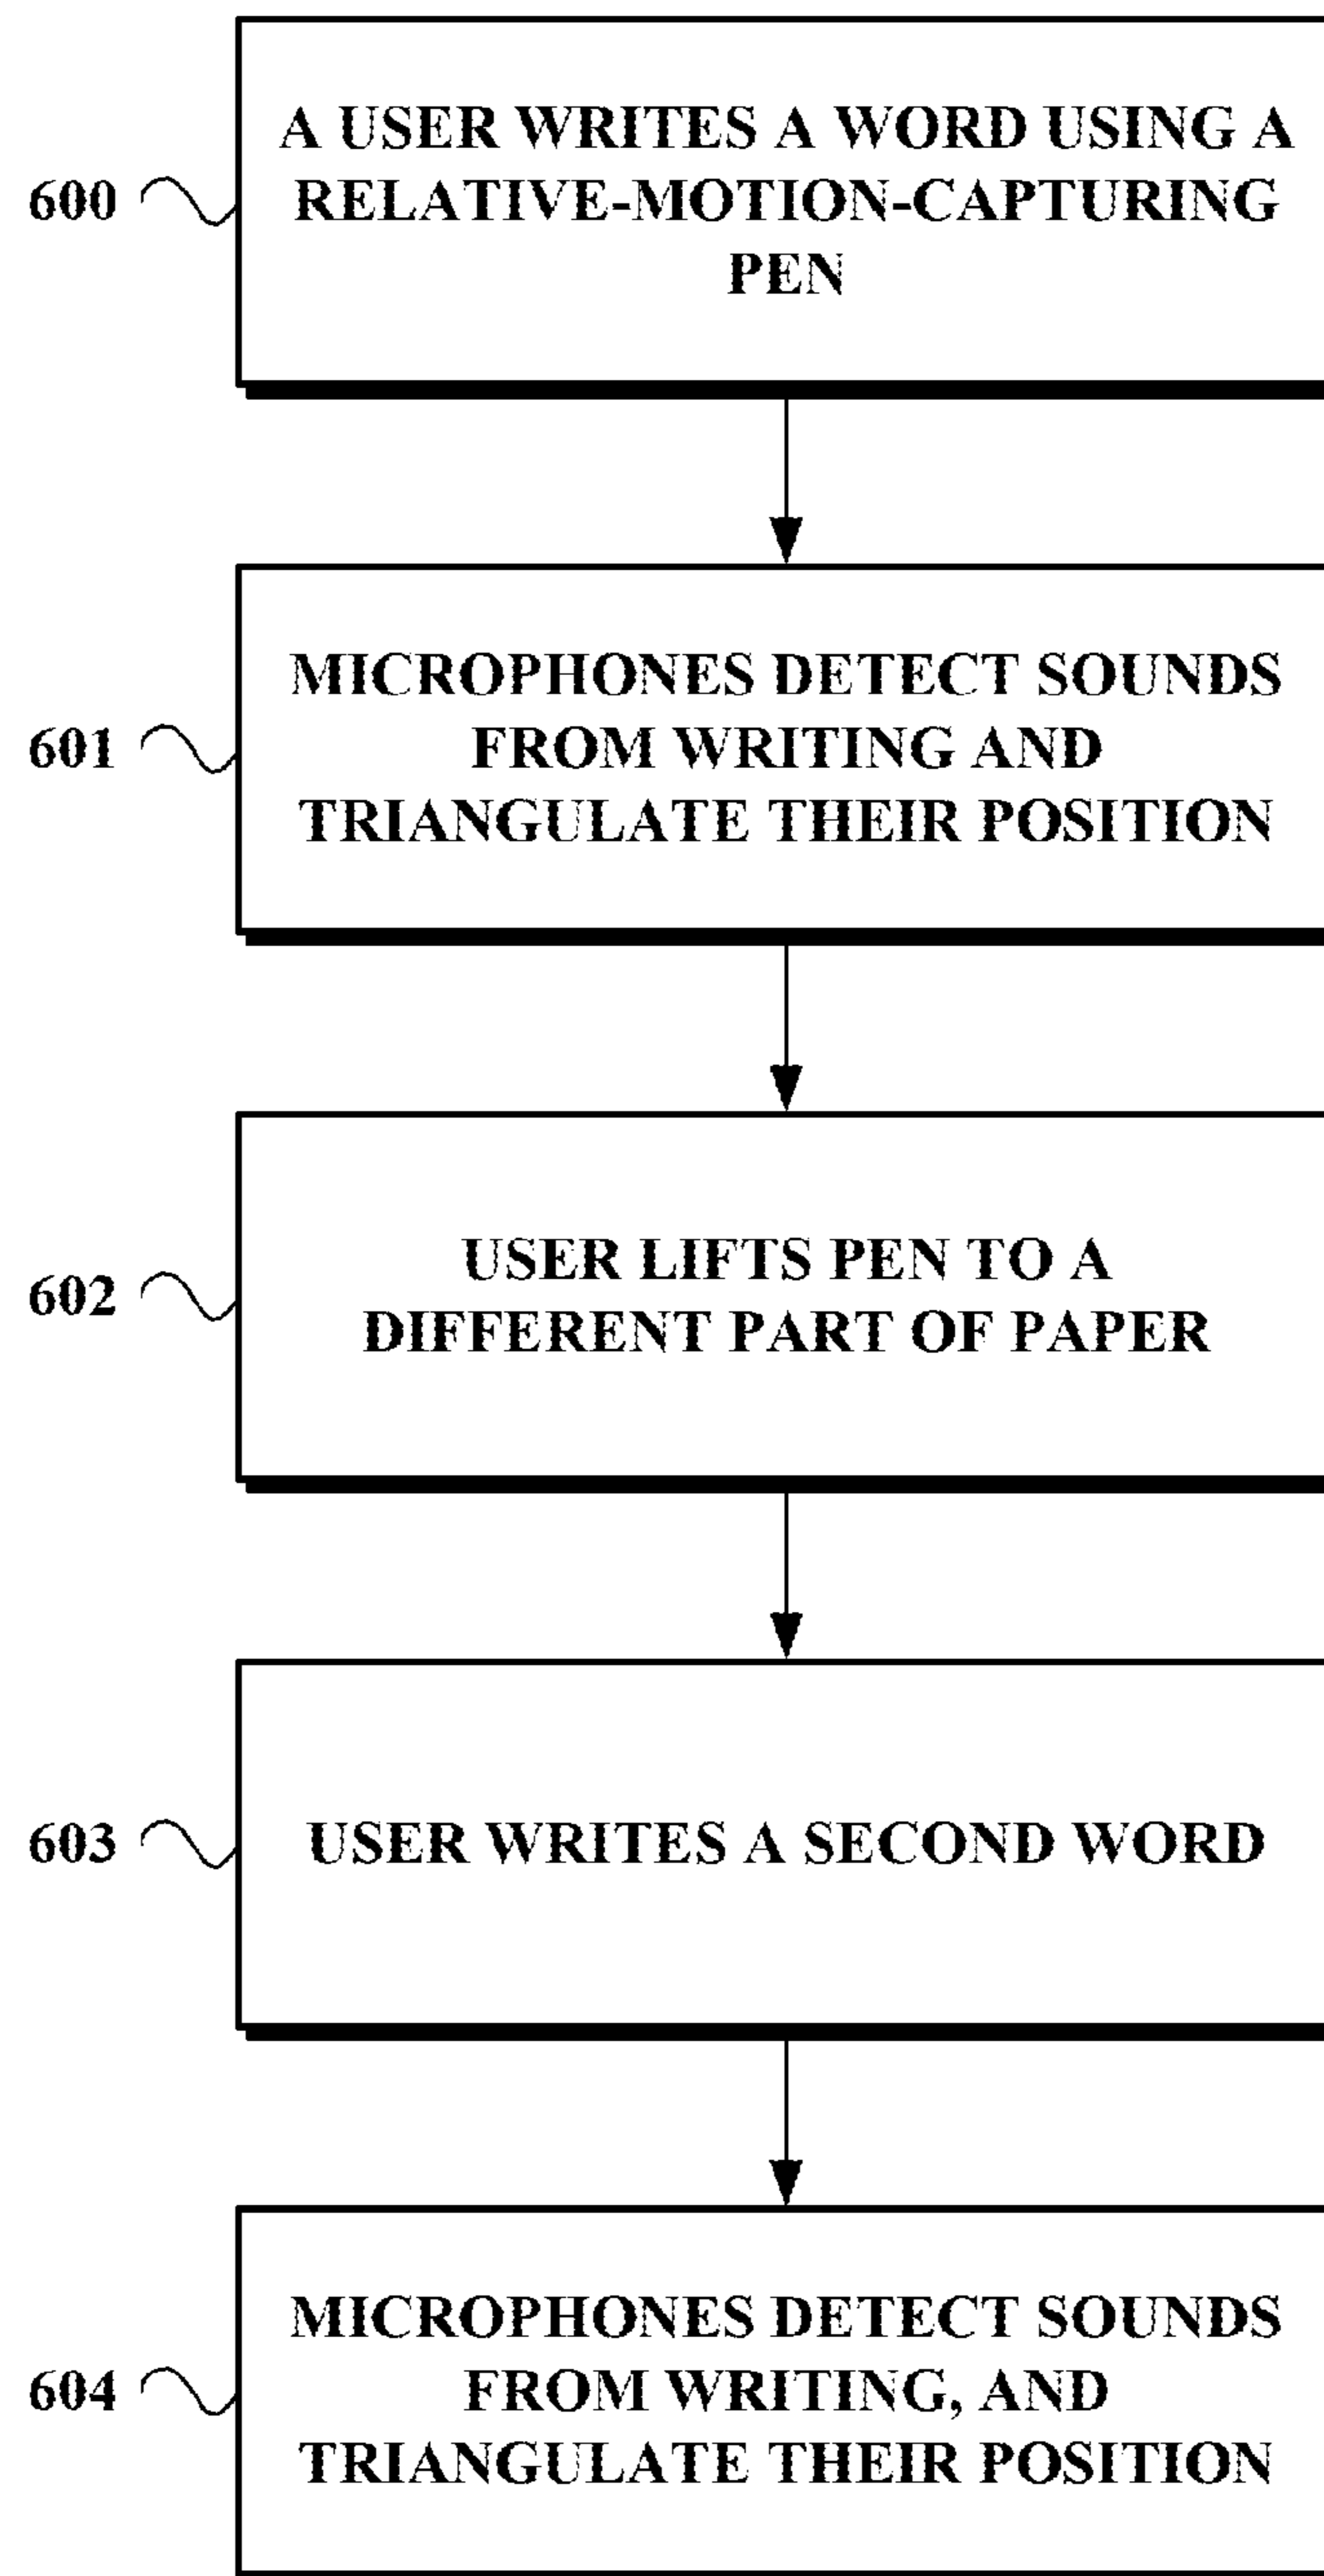 600
A USER WRITES A WORD USING A
RELATIVE-MOTION-CAPTURING
PEN
601
MICROPHONES DETECT SOUNDS
FROM WRITING AND
TRIANGULATE THEIR POSITION
602
USER LIFTS PEN TO A
DIFFERENT PART OF PAPER
603
USER WRITES A SECOND WORD
604
MICROPHONES DETECT SOUNDS
FROM WRITING, AND
TRIANGULATE THEIR POSITION